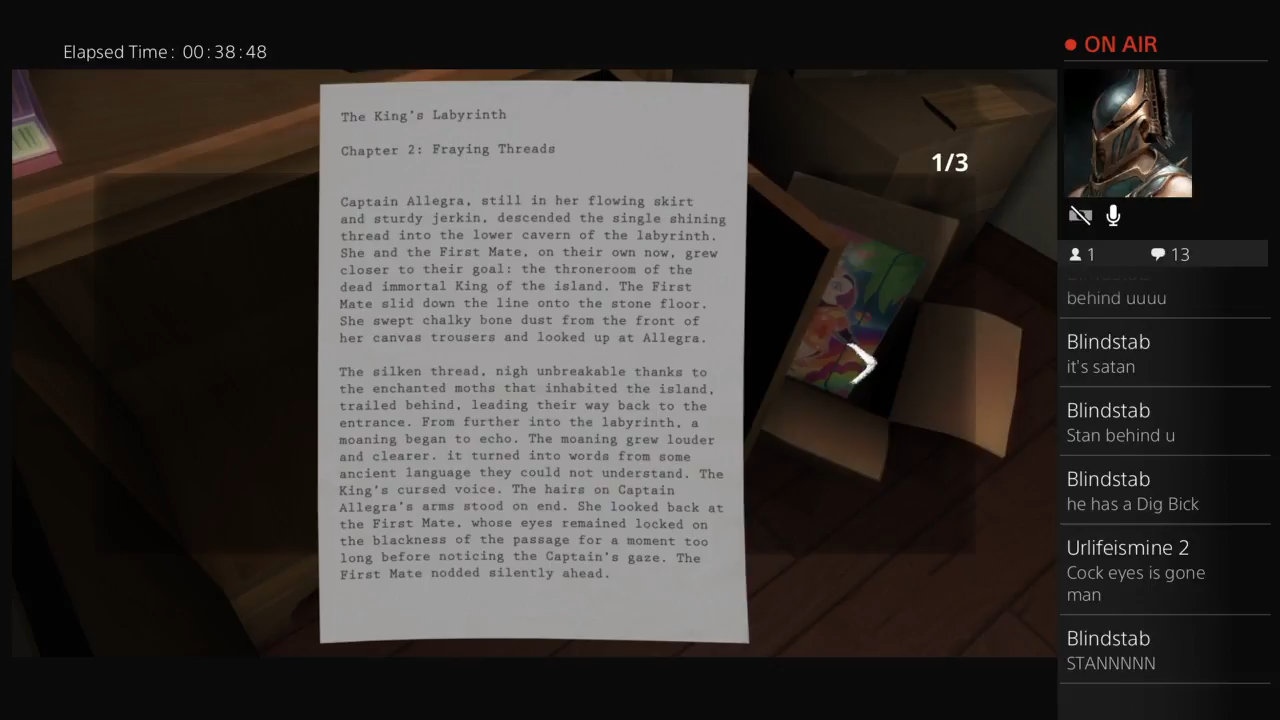 Elapsed Time: 00:38:48
ON AIR
The King's Labyrinth
Chapter 2: Fraying Threads
Captain Allegra, still in her flowing skirt
and sturdy jerkin, descended the single shining
thread into the lower cavern of the labyrinth.
She and the First Mate, on their own now, grew
closer to their goal: the throneroom of the
dead immortal King of the island. The First
Mate slid down the line onto the stone floor.
She swept chalky bone dust from the front of
her canvas trousers and looked up at Allegra.
The silken thread, nigh unbreakable thanks to
the enchanted moths that inhabited the island,
trailed behind, leading their way back to the
entrance. From further into the labyrinth, a
moaning began to echo. The moaning grew louder
and clearer. it turned into words from some
ancient language they could not understand. The
King's cursed voice. The hairs on Captain
Allegra's arms stood on end. She looked back at
the First Mate, whose eyes remained locked on
the blackness of the passage for a moment too
long before noticing the Captain's gaze. The
First Mate nodded silently ahead.
1/3
1
13
behind uuuu
Blindstab
it's satan
Blindstab
Stan behind u
Blindstab
he has a Dig Bick
Urlifeismine 2
Cock eyes is gone
man
Blindstab
STANNNNN